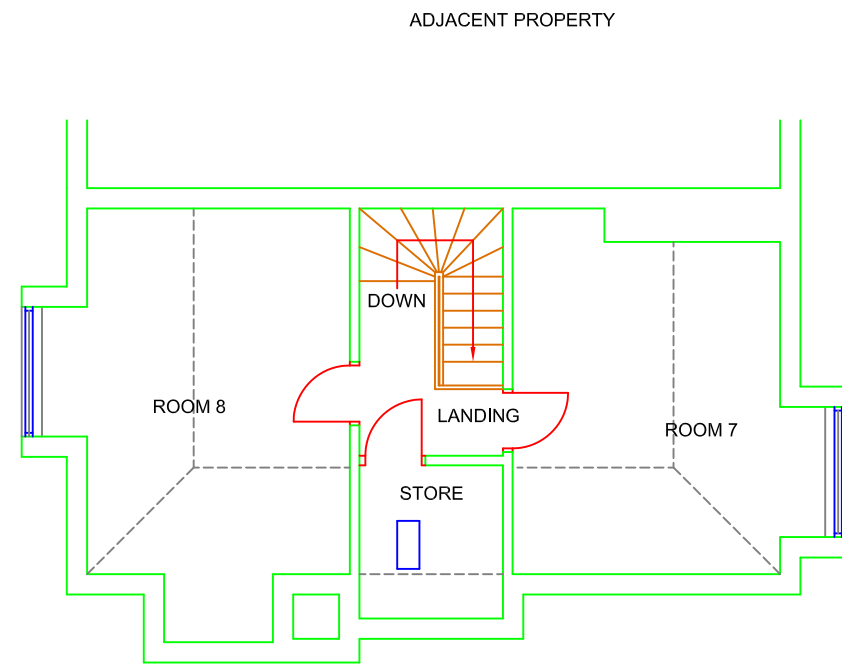 ADJACENT PROPERTY
DOWN
ROOM 8
LANDING
ROOM 7
STORE